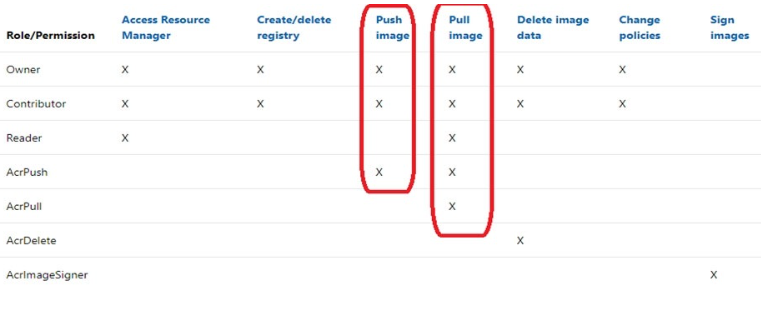 Role/Permission Access Resource Manager Create/delete registry Push image Pull image Delete image data Change policies Sign images
Owner X X X X X X
Contributor X X X X X X
Reader X X
AcrPush X X
AcrPull X
AcrDelete X
AcrImageSigner X